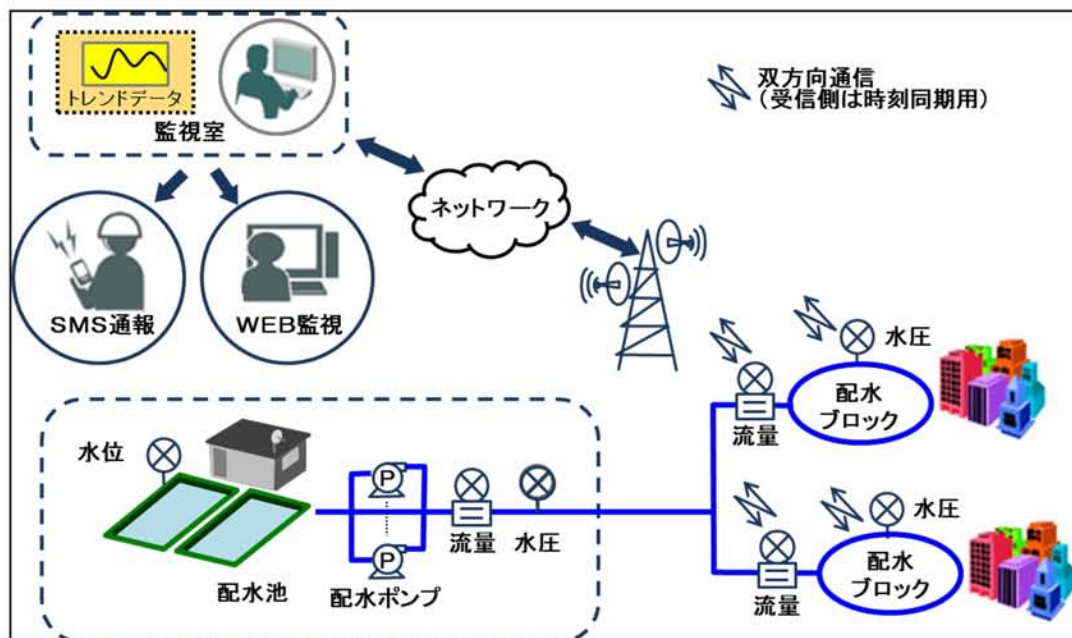 トレンドデータ
監視室
双方向通信
(受信側は時刻同期用)
ネットワーク
SMS通報
WEB監視
水圧
配水
ブロック
流量
水位
P
P
配水池
配水ポンプ
流量
水圧
水圧
配水
ブロック
流量